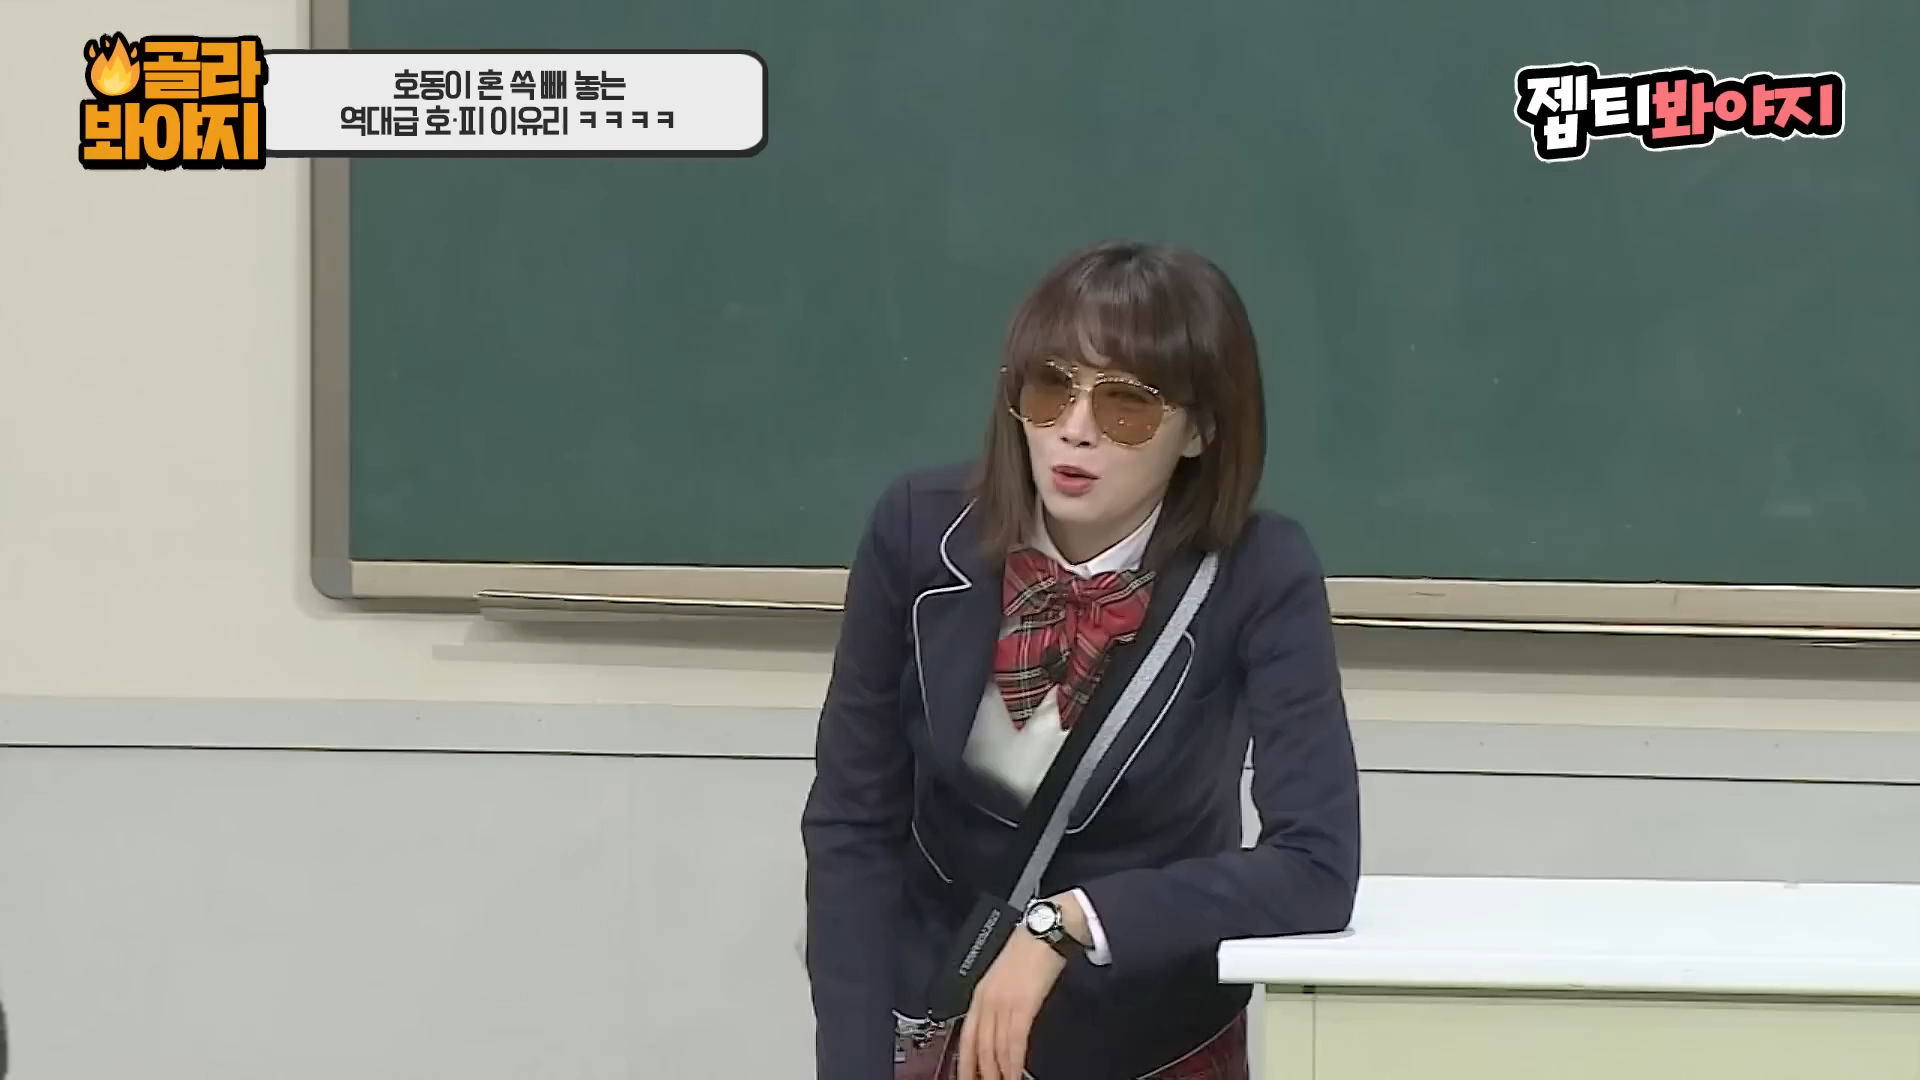 골라
봐야지
호동이 혼 쏙 빼 놓는
역대급 호·피 이유리 ㅋㅋㅋㅋ
젭티봐야지